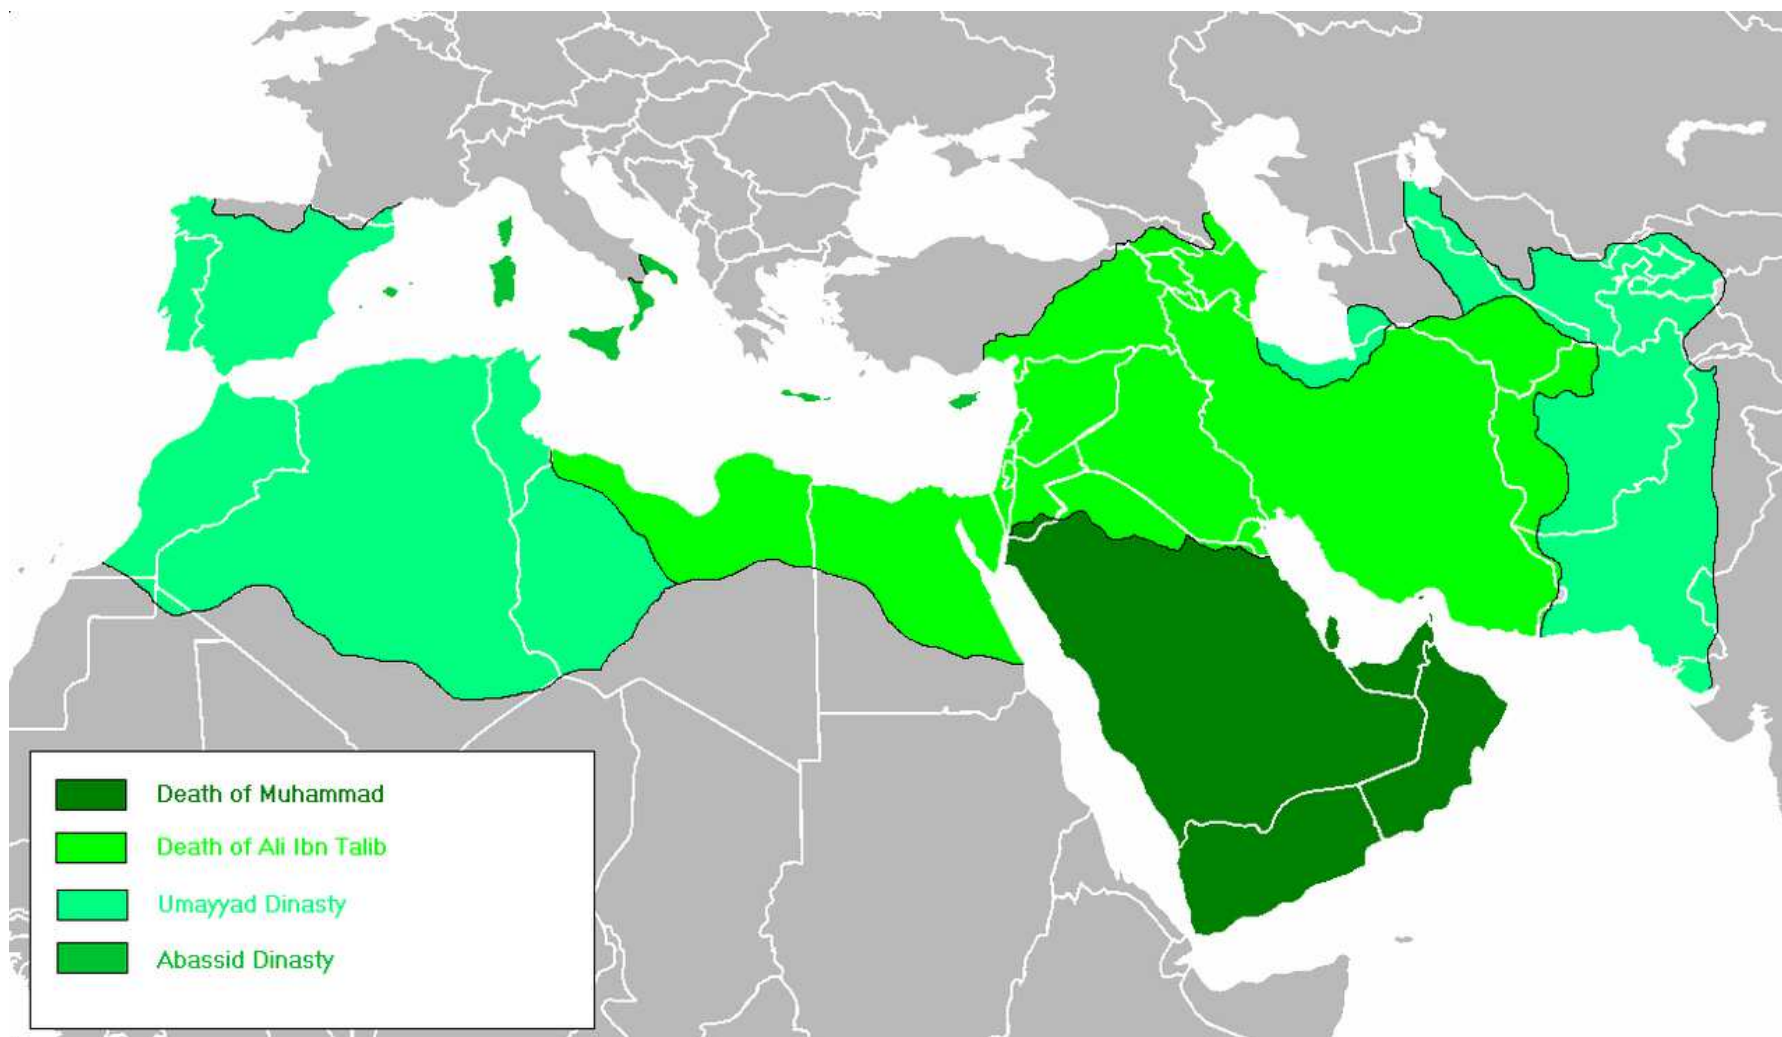 Death of Muhammad
Death of Ali Ibn Talib
Umayyad Dinasty
Abassid Dinasty